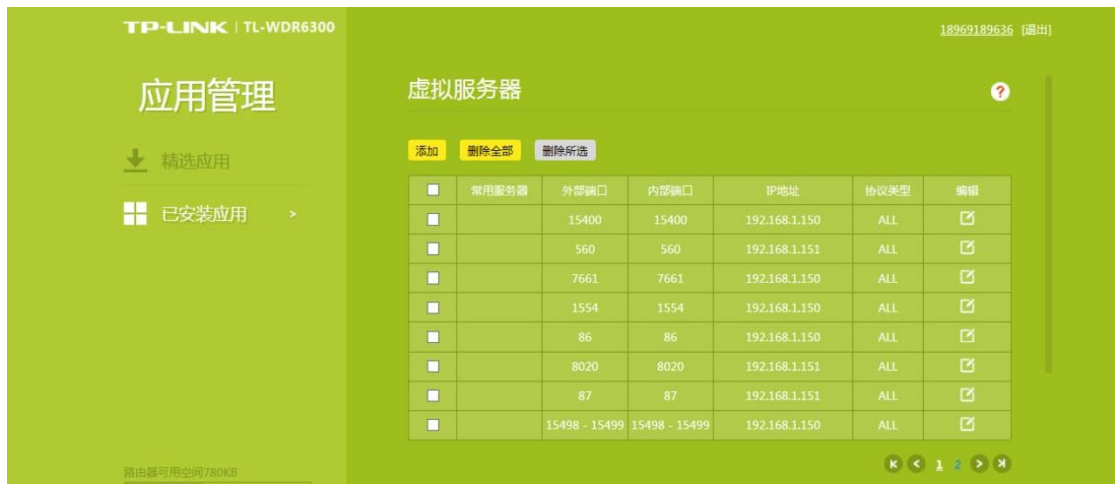 TP-LINK | TL-WDR6300
18969189636 [退出]
应用管理
虚拟服务器
?
精选应用
已安装应用 >
添加 删除全部 删除所选
常用服务器 外部端口 内部端口 IP地址 协议类型 编辑
15400 15400 192.168.1.150 ALL
560 560 192.168.1.151 ALL
7661 7661 192.168.1.150 ALL
1554 1554 192.168.1.150 ALL
86 86 192.168.1.150 ALL
8020 8020 192.168.1.151 ALL
87 87 192.168.1.151 ALL
15498 - 15499 15498 - 15499 192.168.1.150 ALL
1 2
路由器可用空间780KB